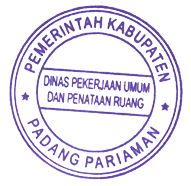 PEMERINTAH KABUPATEN
DINAS PEKERJAAN UMUM
DAN PENATAAN RUANG
PADANG PARIAMAN